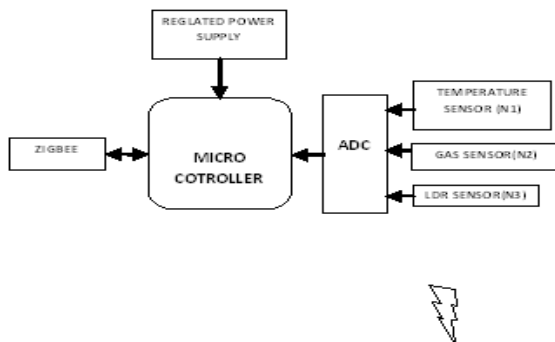 REGLATED POWER
SUPPLY
TEMPERATURE
SENSOR (N1)
ZIGBEE
MICRO
COTROLLER
ADC
GAS SENSOR(N2)
LDR SENSOR(N3)